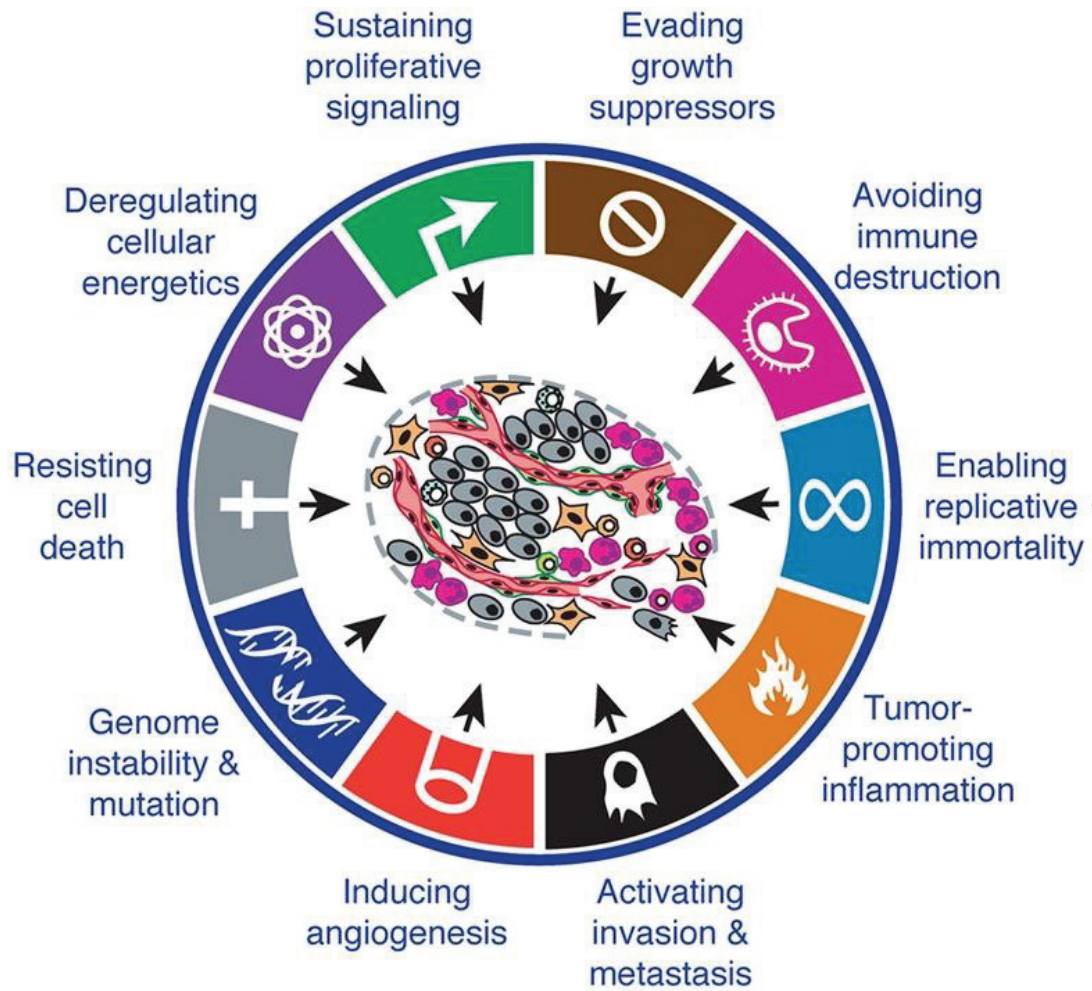 Sustaining
proliferative
signaling
Evading
growth
suppressors
Deregulating
cellular
energetics
Avoiding
immune
destruction
Resisting
cell
death
Enabling
replicative
immortality
Genome
instability &
mutation
Tumor-
promoting
inflammation
Inducing
angiogenesis
Activating
invasion &
metastasis